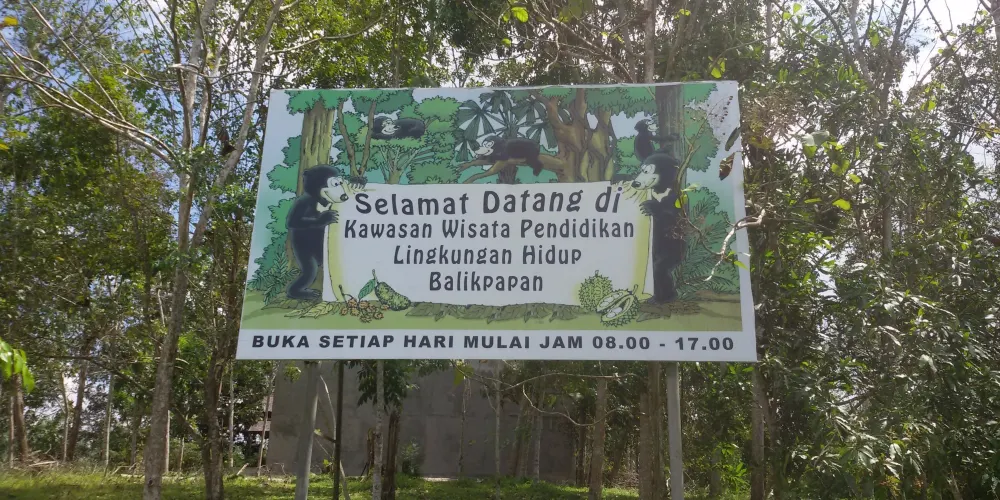 Selamat Datang di
Kawasan Wisata Pendidikan
Lingkungan Hidup
Balikpapan
BUKA SETIAP HARI MULAI JAM 08.00 - 17.00